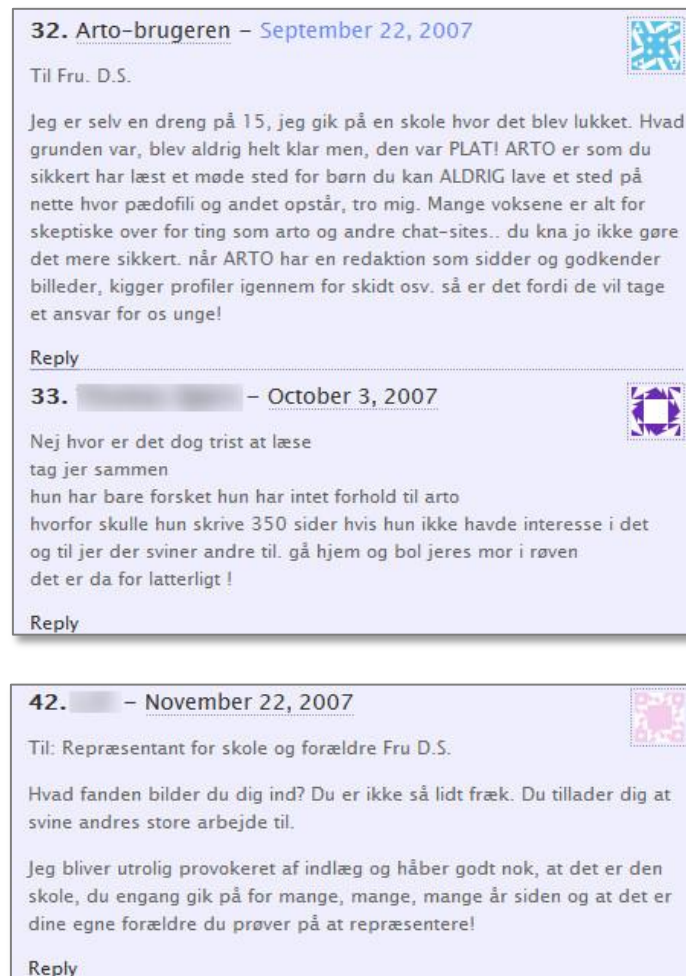 32. Arto-brugeren – September 22, 2007
Til Fru. D.S.
Jeg er selv en dreng på 15, jeg gik på en skole hvor det blev lukket. Hvad
grunden var, blev aldrig helt klar men, den var PLAT! ARTO er som du
sikkert har læst et møde sted for børn du kan ALDRIG lave et sted på
nette hvor pædofili og andet opstår, tro mig. Mange voksene er alt for
skeptiske over for ting som arto og andre chat-sites.. du kna jo ikke gøre
det mere sikkert. når ARTO har en redaktion som sidder og godkender
billeder, kigger profiler igennem for skidt osv. så er det fordi de vil tage
et ansvar for os unge!
Reply
33. – October 3, 2007
Nej hvor er det dog trist at læse
tag jer sammen
hun har bare forsket hun har intet forhold til arto
hvorfor skulle hun skrive 350 sider hvis hun ikke havde interesse i det
og til jer der sviner andre til. gå hjem og bol jeres mor i røven
det er da for latterligt !
Reply
42. – November 22, 2007
Til: Repræsentant for skole og forældre Fru D.S.
Hvad fanden bilder du dig ind? Du er ikke så lidt fræk. Du tillader dig at
svine andres store arbejde til.
Jeg bliver utrolig provokeret af indlæg og håber godt nok, at det er den
skole, du engang gik på for mange, mange, mange år siden og at det er
dine egne forældre du prøver på at repræsentere!
Reply